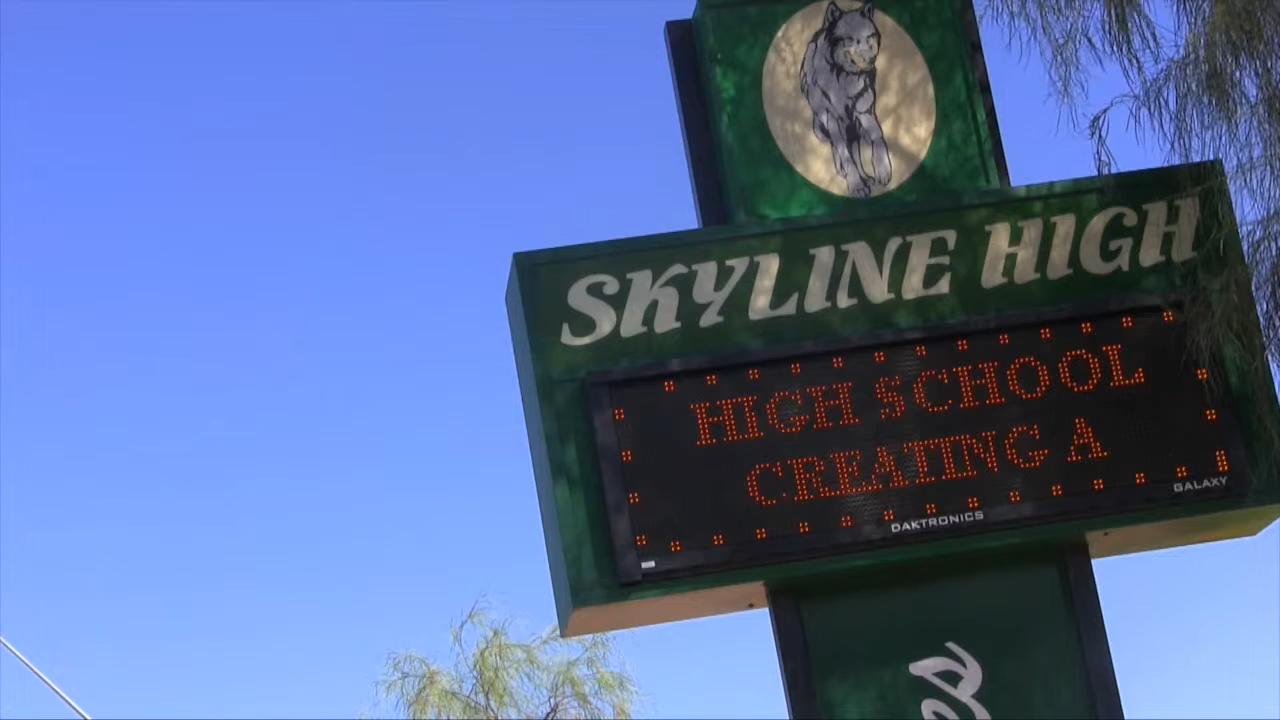 SKYLINE HIGH
HIGH SCHOOL
CREATING A
DAKTRONICS
GALAXY